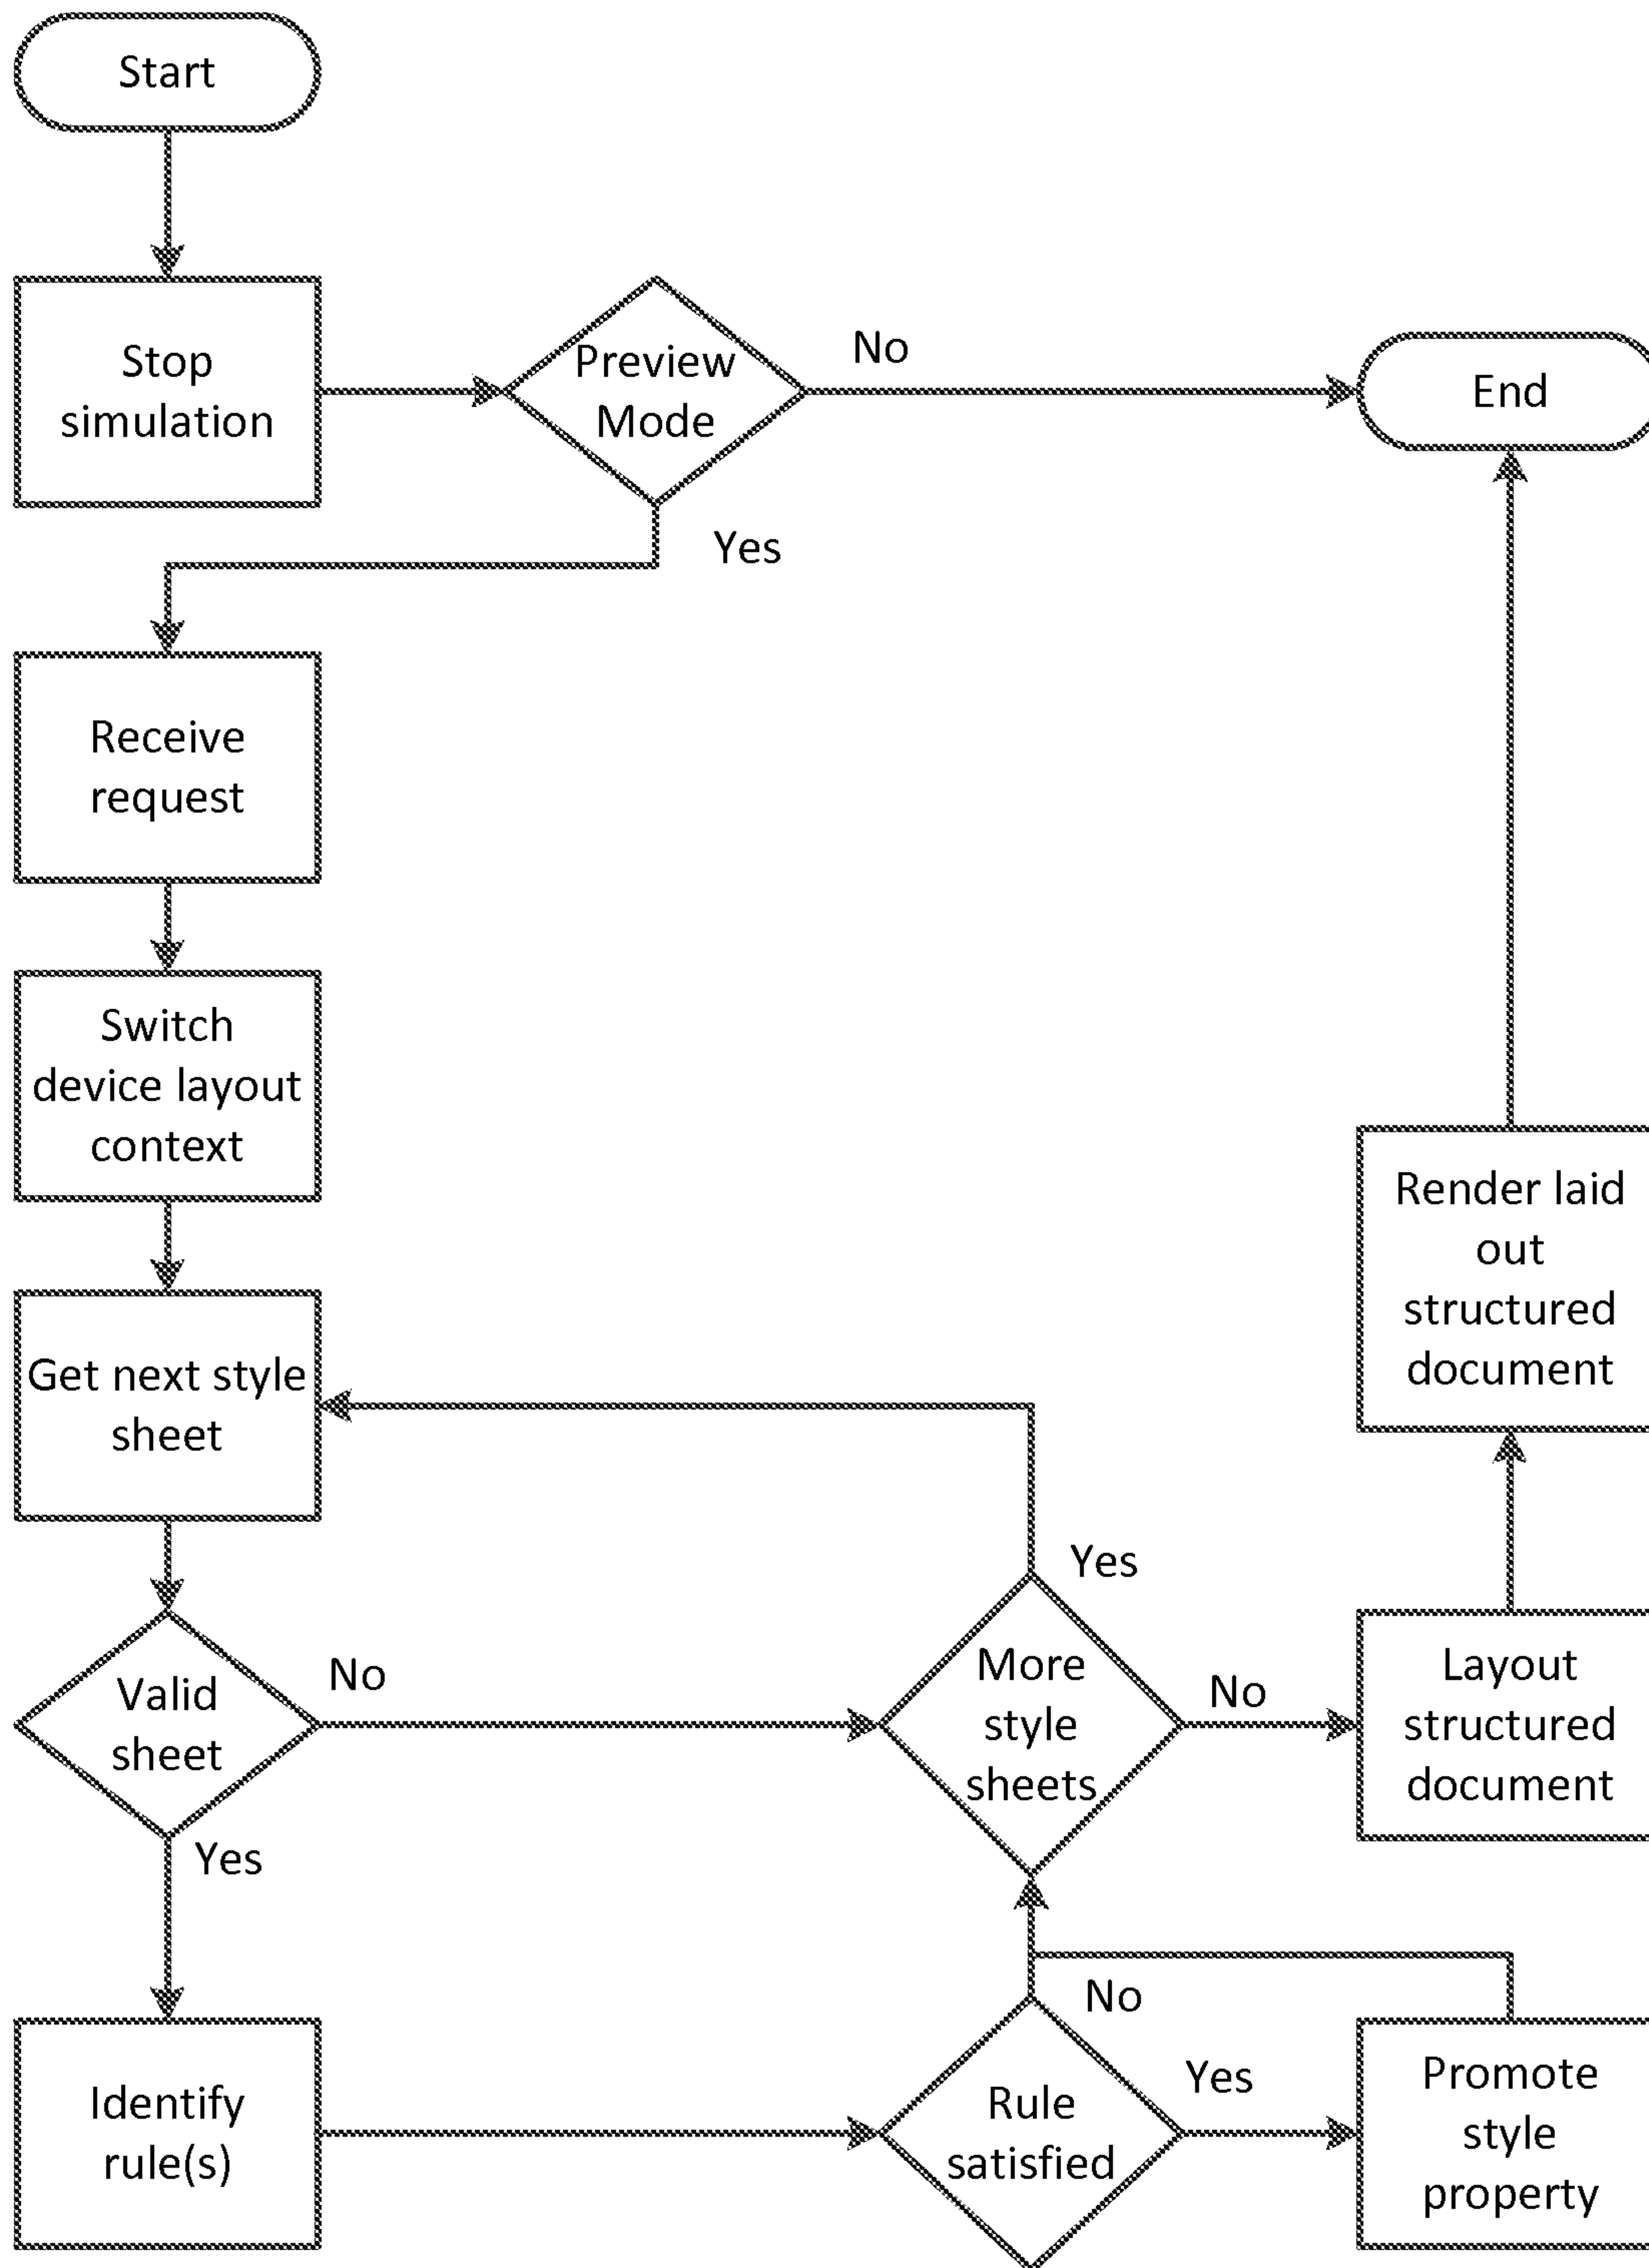 Start
Stop
simulation
Preview
Mode
No
End
Yes
Receive
request
Switch
device layout
context
Render laid
out
structured
document
Get next style
sheet
Yes
Valid
sheet
No
More
style
sheets
No
Layout
structured
document
Yes
Identify
rule(s)
No
Rule
satisfied
Yes
Promote
style
property